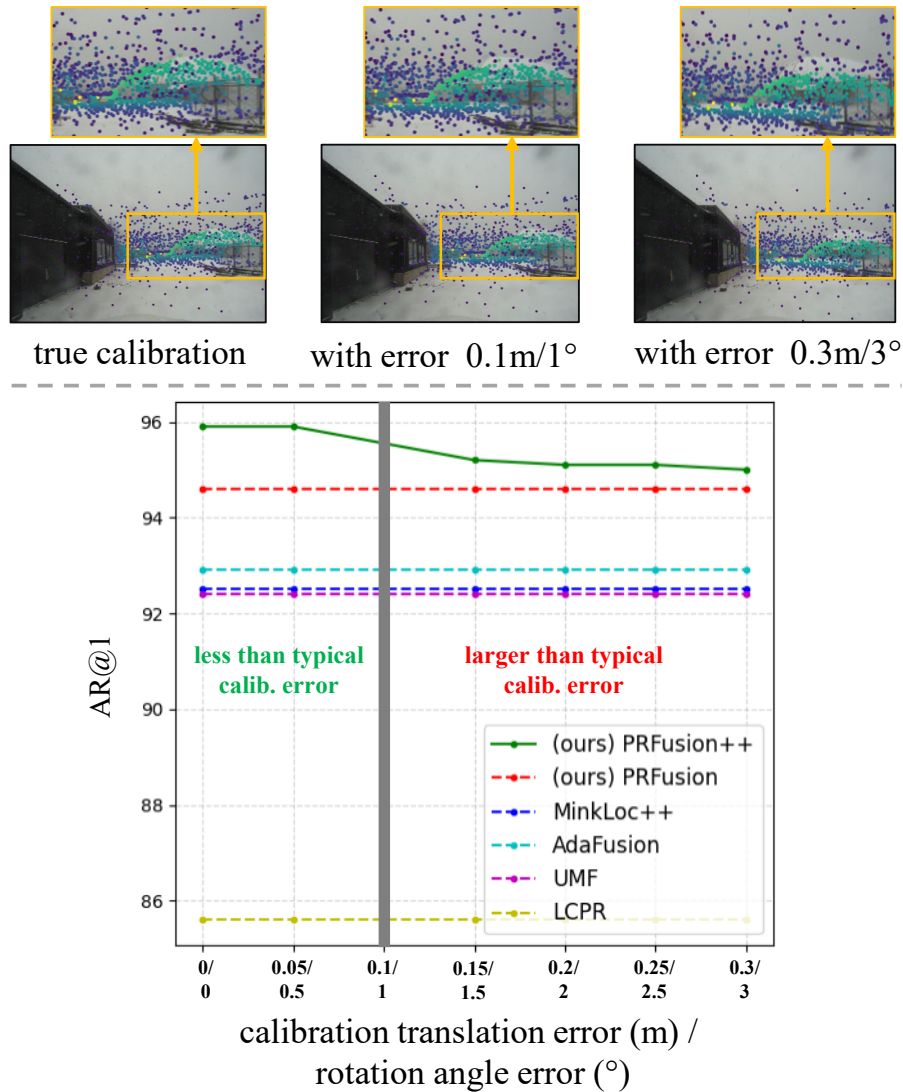 true calibration
with error 0.1m/1°
with error 0.3m/3°
96
94
92
90
88
86
AR@1
less than typical
calib. error
larger than typical
calib. error
(ours) PRFusion++
(ours) PRFusion
MinkLoc++
AdaFusion
UMF
LCPR
0/
0
0.05/
0.5
0.1/
1
0.15/
1.5
0.2/
2
0.25/
2.5
0.3/
3
calibration translation error (m) /
rotation angle error (°)